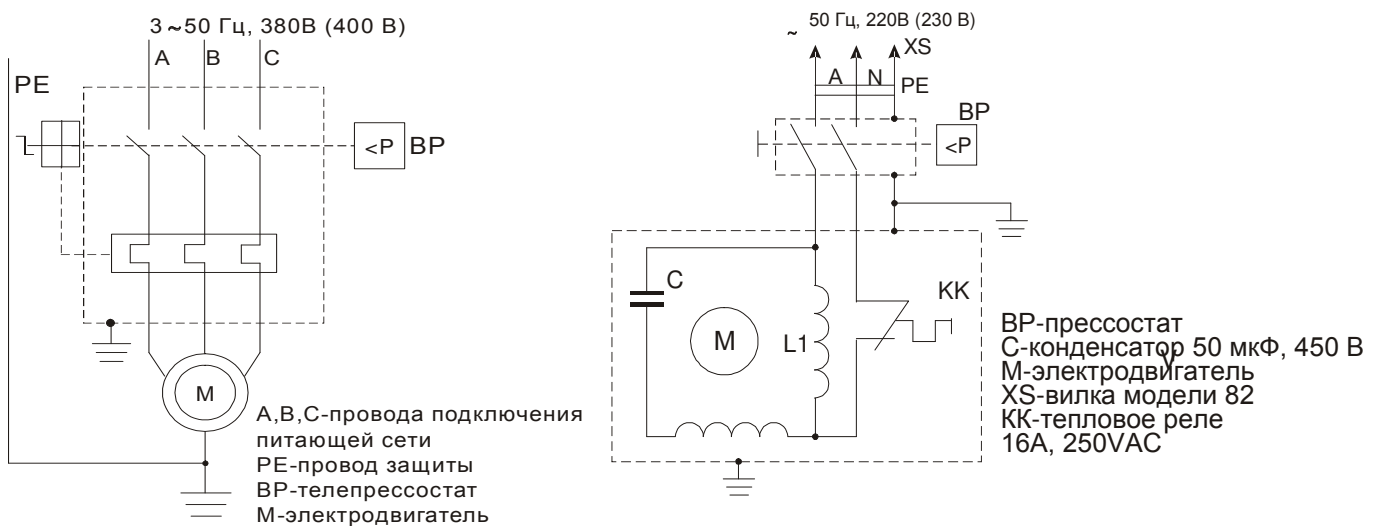 3 ~50 Гц, 380В (400 В)
A
B
C
PE
<P
BP
M
A,B,C-провода подключения
питающей сети
PE-провод защиты
BP-телепрессостат
M-электродвигатель
~ 50 Гц, 220В (230 В)
XS
A
N
PE
BP
<P
C
M
L1
KK
BP-прессостат
C-конденсатор 50 мкФ, 450 В
M-электродвигатель
XS-вилка модели 82
KK-тепловое реле
16A, 250VAC